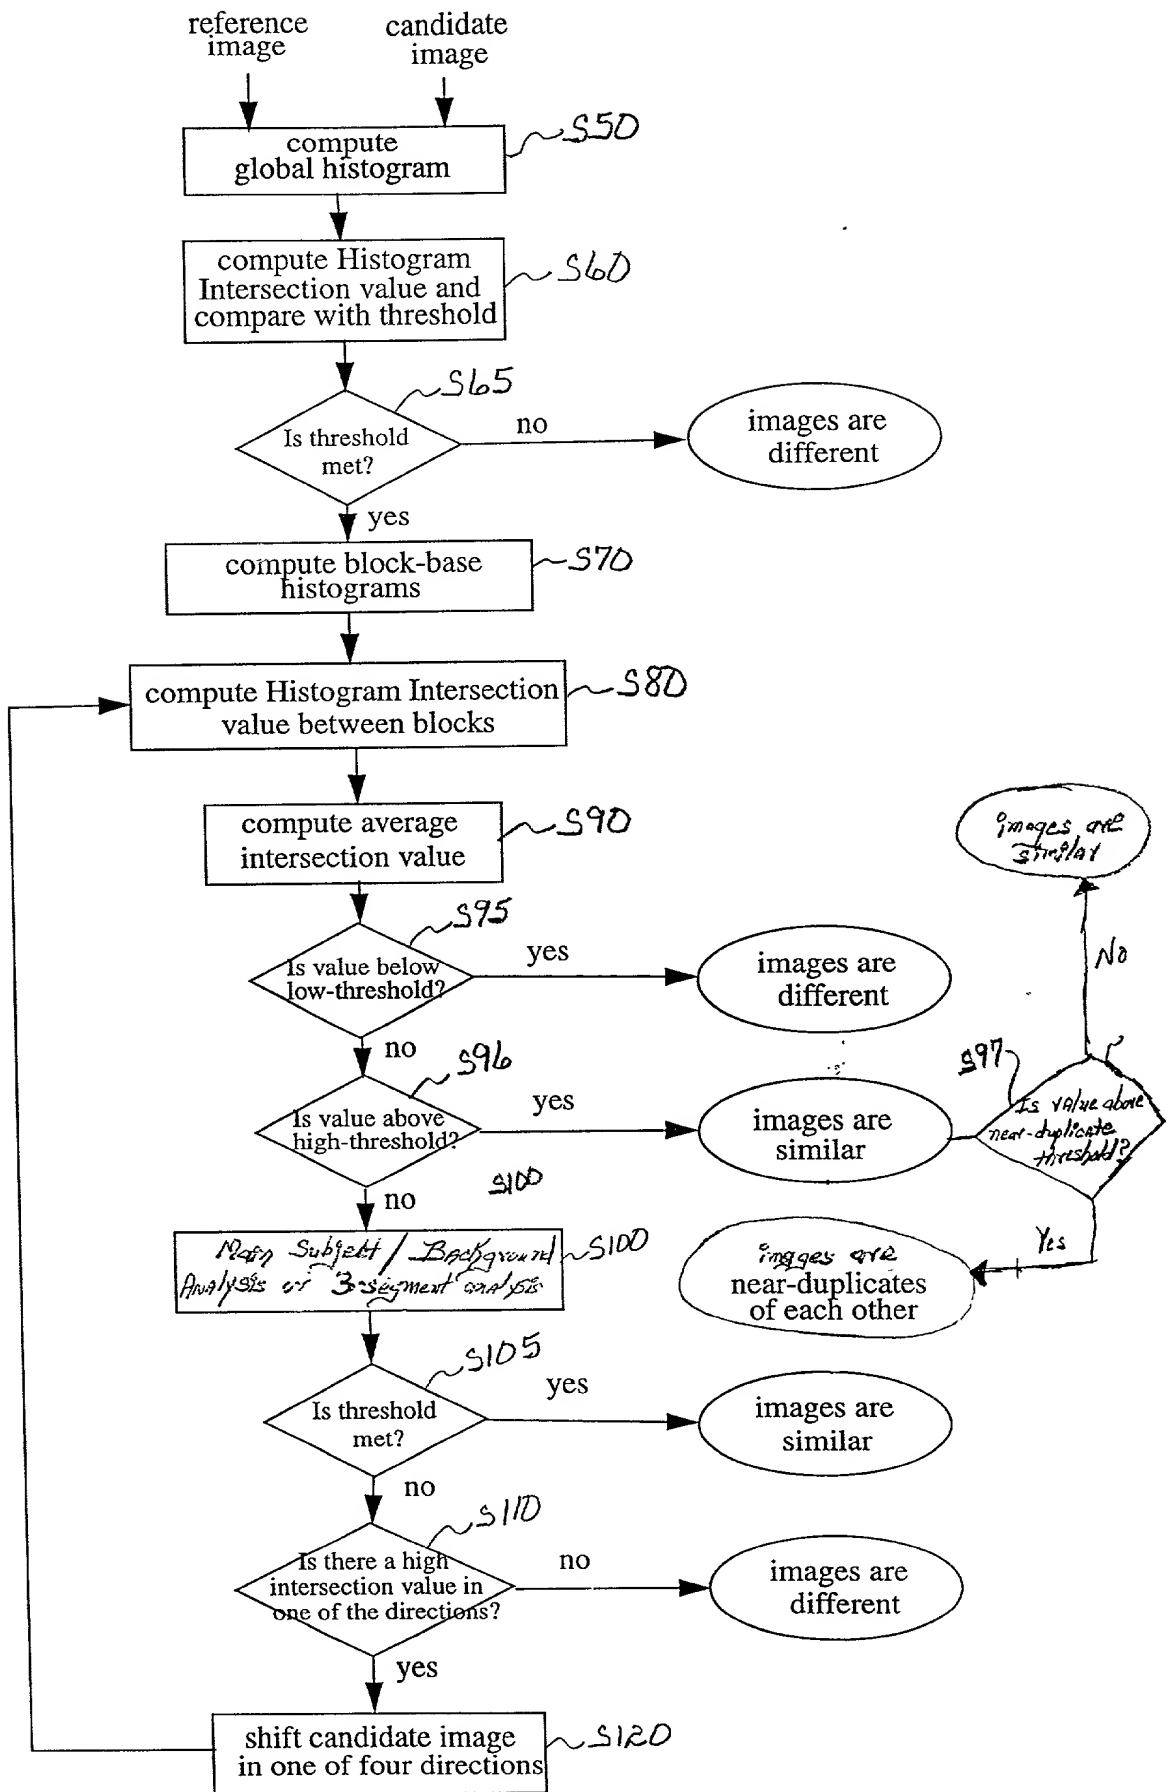 reference
image
candidate
image
compute
global histogram
S50
compute Histogram
Intersection value and
compare with threshold
S60
S65
Is threshold
met?
no
images are
different
yes
compute block-base
histograms
S70
compute Histogram Intersection
value between blocks
S80
compute average
intersection value
S90
images are
similar
S95
Is value below
low-threshold?
yes
images are
different
No
no
S96
Is value above
high-threshold?
yes
images are
similar
S97
Is value above
near-duplicate
threshold?
no
S100
Main Subject / Background
Analysis or 3-segment analysis
S100
Yes
images are
near-duplicates
of each other
S105
Is threshold
met?
yes
images are
similar
no
S110
Is there a high
intersection value in
one of the directions?
no
images are
different
yes
shift candidate image
in one of four directions
S120